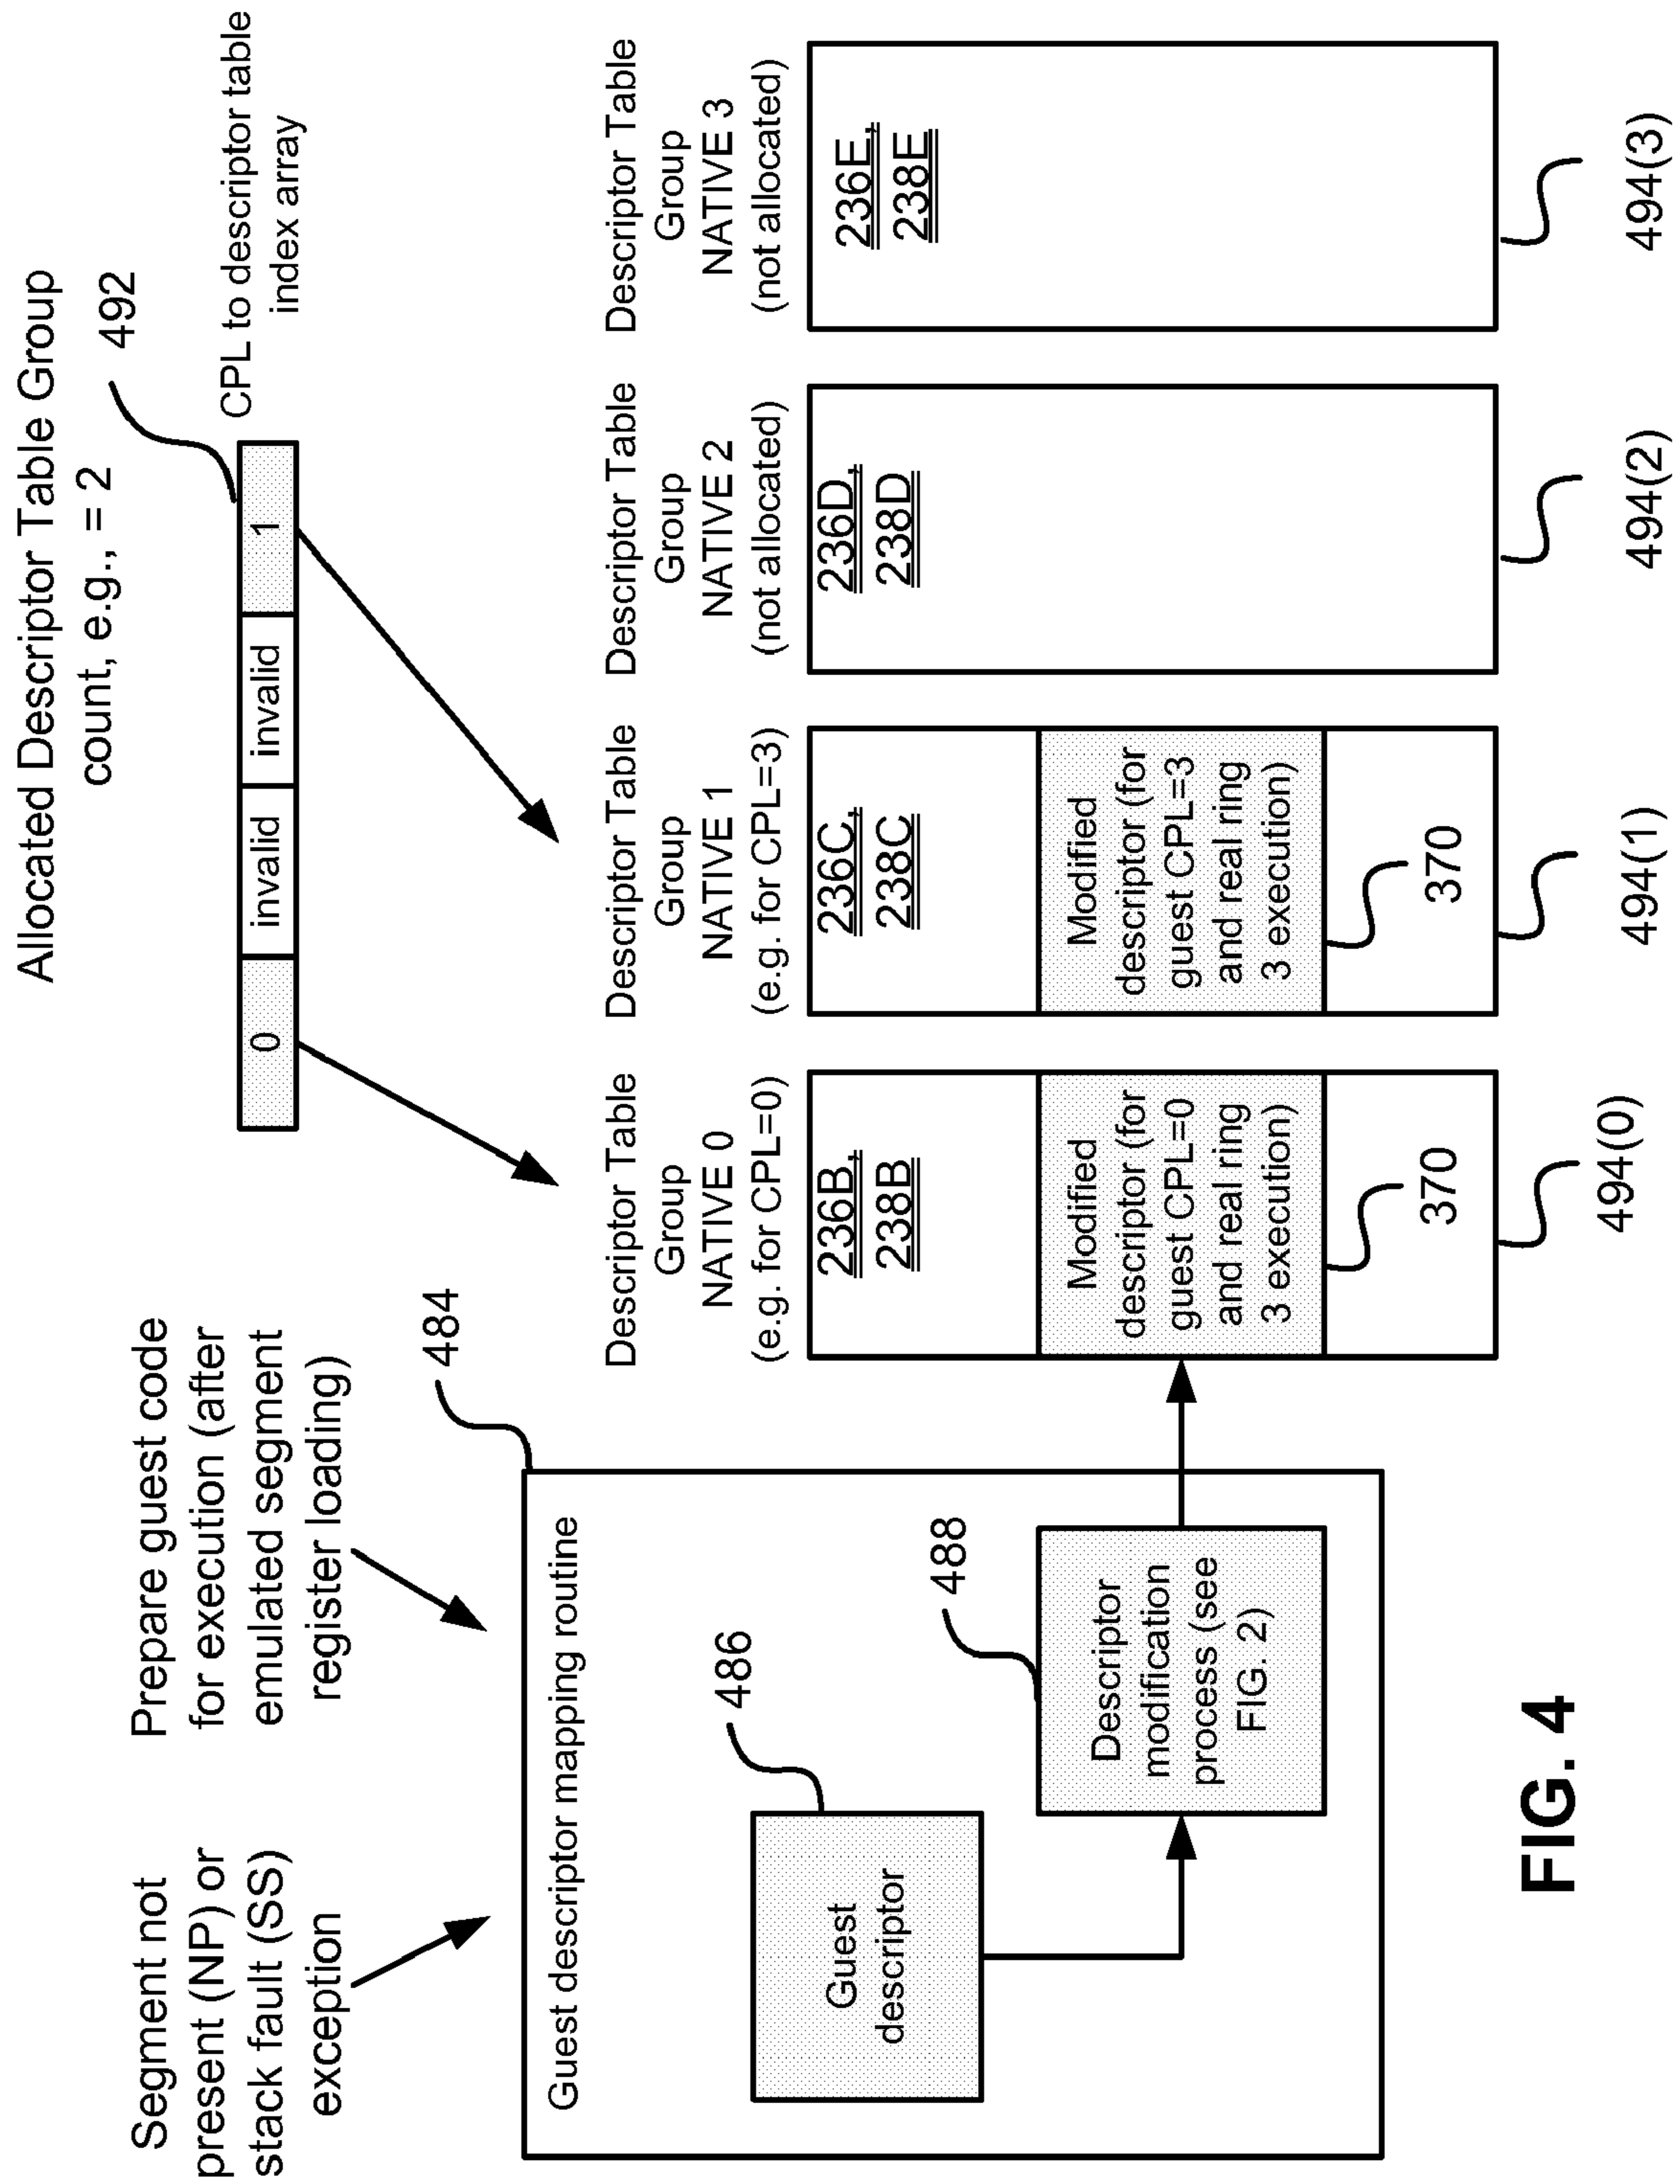 Segment not
present (NP) or
stack fault (SS)
exception
Prepare guest code
for execution (after
emulated segment
register loading)
484
Allocated Descriptor Table Group
count, e.g., = 2
492
0
invalid
invalid
1
CPL to descriptor table
index array
Guest descriptor mapping routine
486
Guest
descriptor
488
Descriptor
modification
process (see
FIG. 2)
Descriptor Table
Group
NATIVE 0
(e.g. for CPL=0)
236B,
238B
Modified
descriptor (for
guest CPL=0
and real ring
3 execution)
370
494(0)
Descriptor Table
Group
NATIVE 1
(e.g. for CPL=3)
236C,
238C
Modified
descriptor (for
guest CPL=3
and real ring
3 execution)
370
494(1)
Descriptor Table
Group
NATIVE 2
(not allocated)
236D,
238D
494(2)
Descriptor Table
Group
NATIVE 3
(not allocated)
236E,
238E
494(3)
FIG. 4